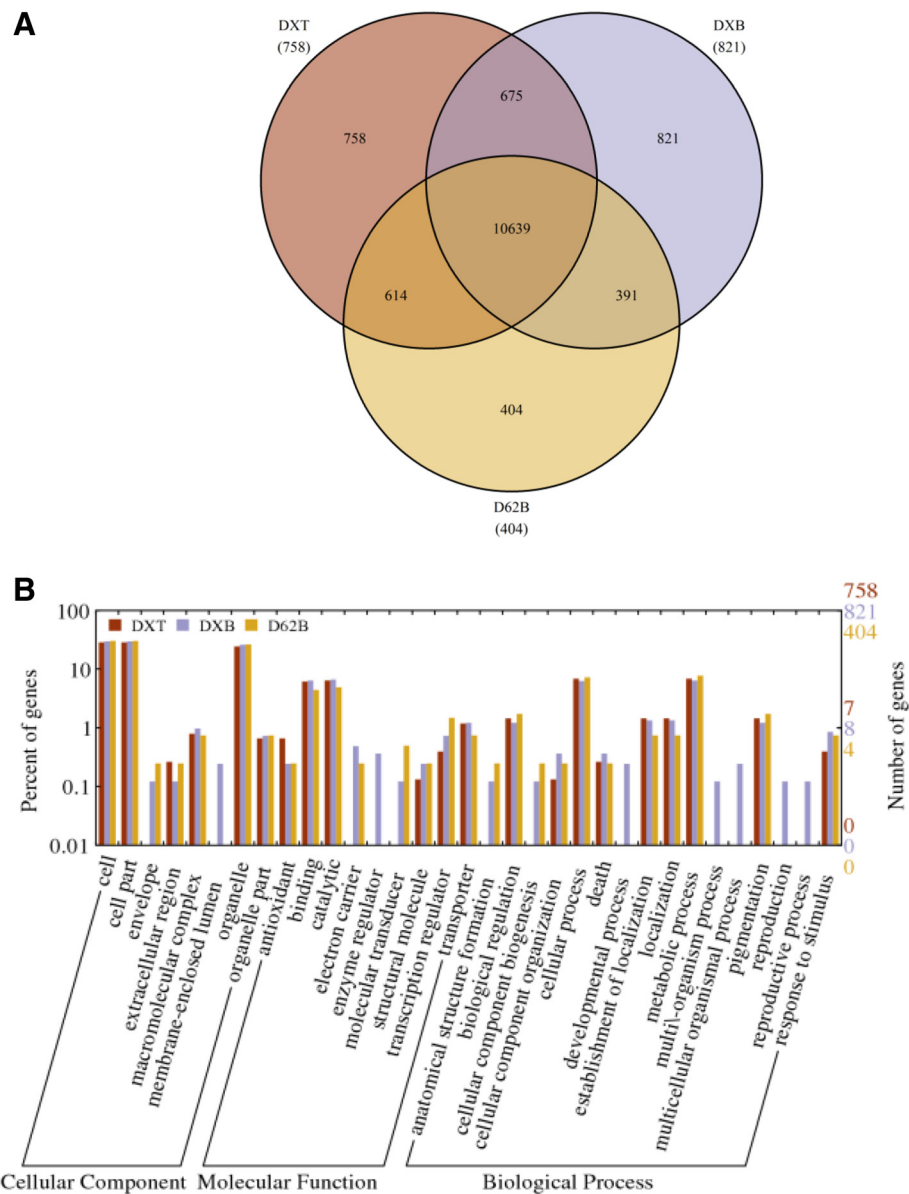 A
DXT
(758)
DXB
(821)
675
758
821
10639
614
391
404
D62B
(404)
B
758
821
404
100
DXT DXB D62B
10
1
0.1
0.01
7
8
4
0
0
0
Percent of genes
Number of genes
cell
cell part
envelope
extracellular region
macromolecular complex
membrane-enclosed lumen
organelle
organelle part
antioxidant
binding
catalytic
electron carrier
enzyme regulator
molecular transducer
structural molecule
transcription regulator
transporter
anatomical structure formation
biological regulation
cellular component biogenesis
cellular component organization
cellular process
death
developmental process
establishment of localization
localization
metabolic process
multi\-organism process
multicellular organismal process
pigmentation
reproduction
reproductive process
response to stimulus
Cellular Component
Molecular Function
Biological Process